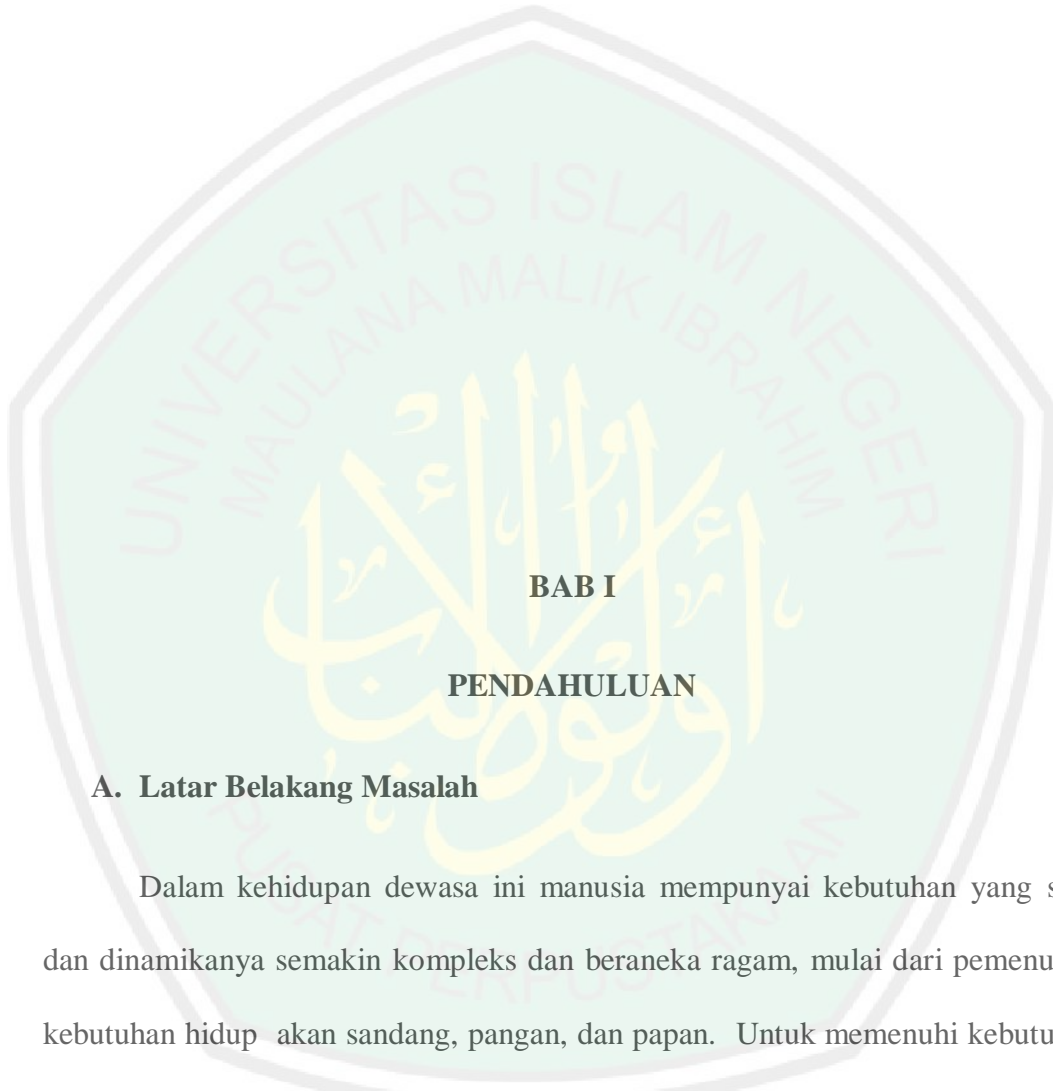 UNIVERSITAS ISLAM NEGERI
MAULANA MALIK IBRAHIM
BAB I
PENDAHULUAN
A. Latar Belakang Masalah
Dalam kehidupan dewasa ini manusia mempunyai kebutuhan yang
dan dinamikanya semakin kompleks dan beraneka ragam, mulai dari
kebutuhan hidup akan sandang, pangan, dan papan. Untuk memenuhi
PUSAT PERPUSTAKAAN